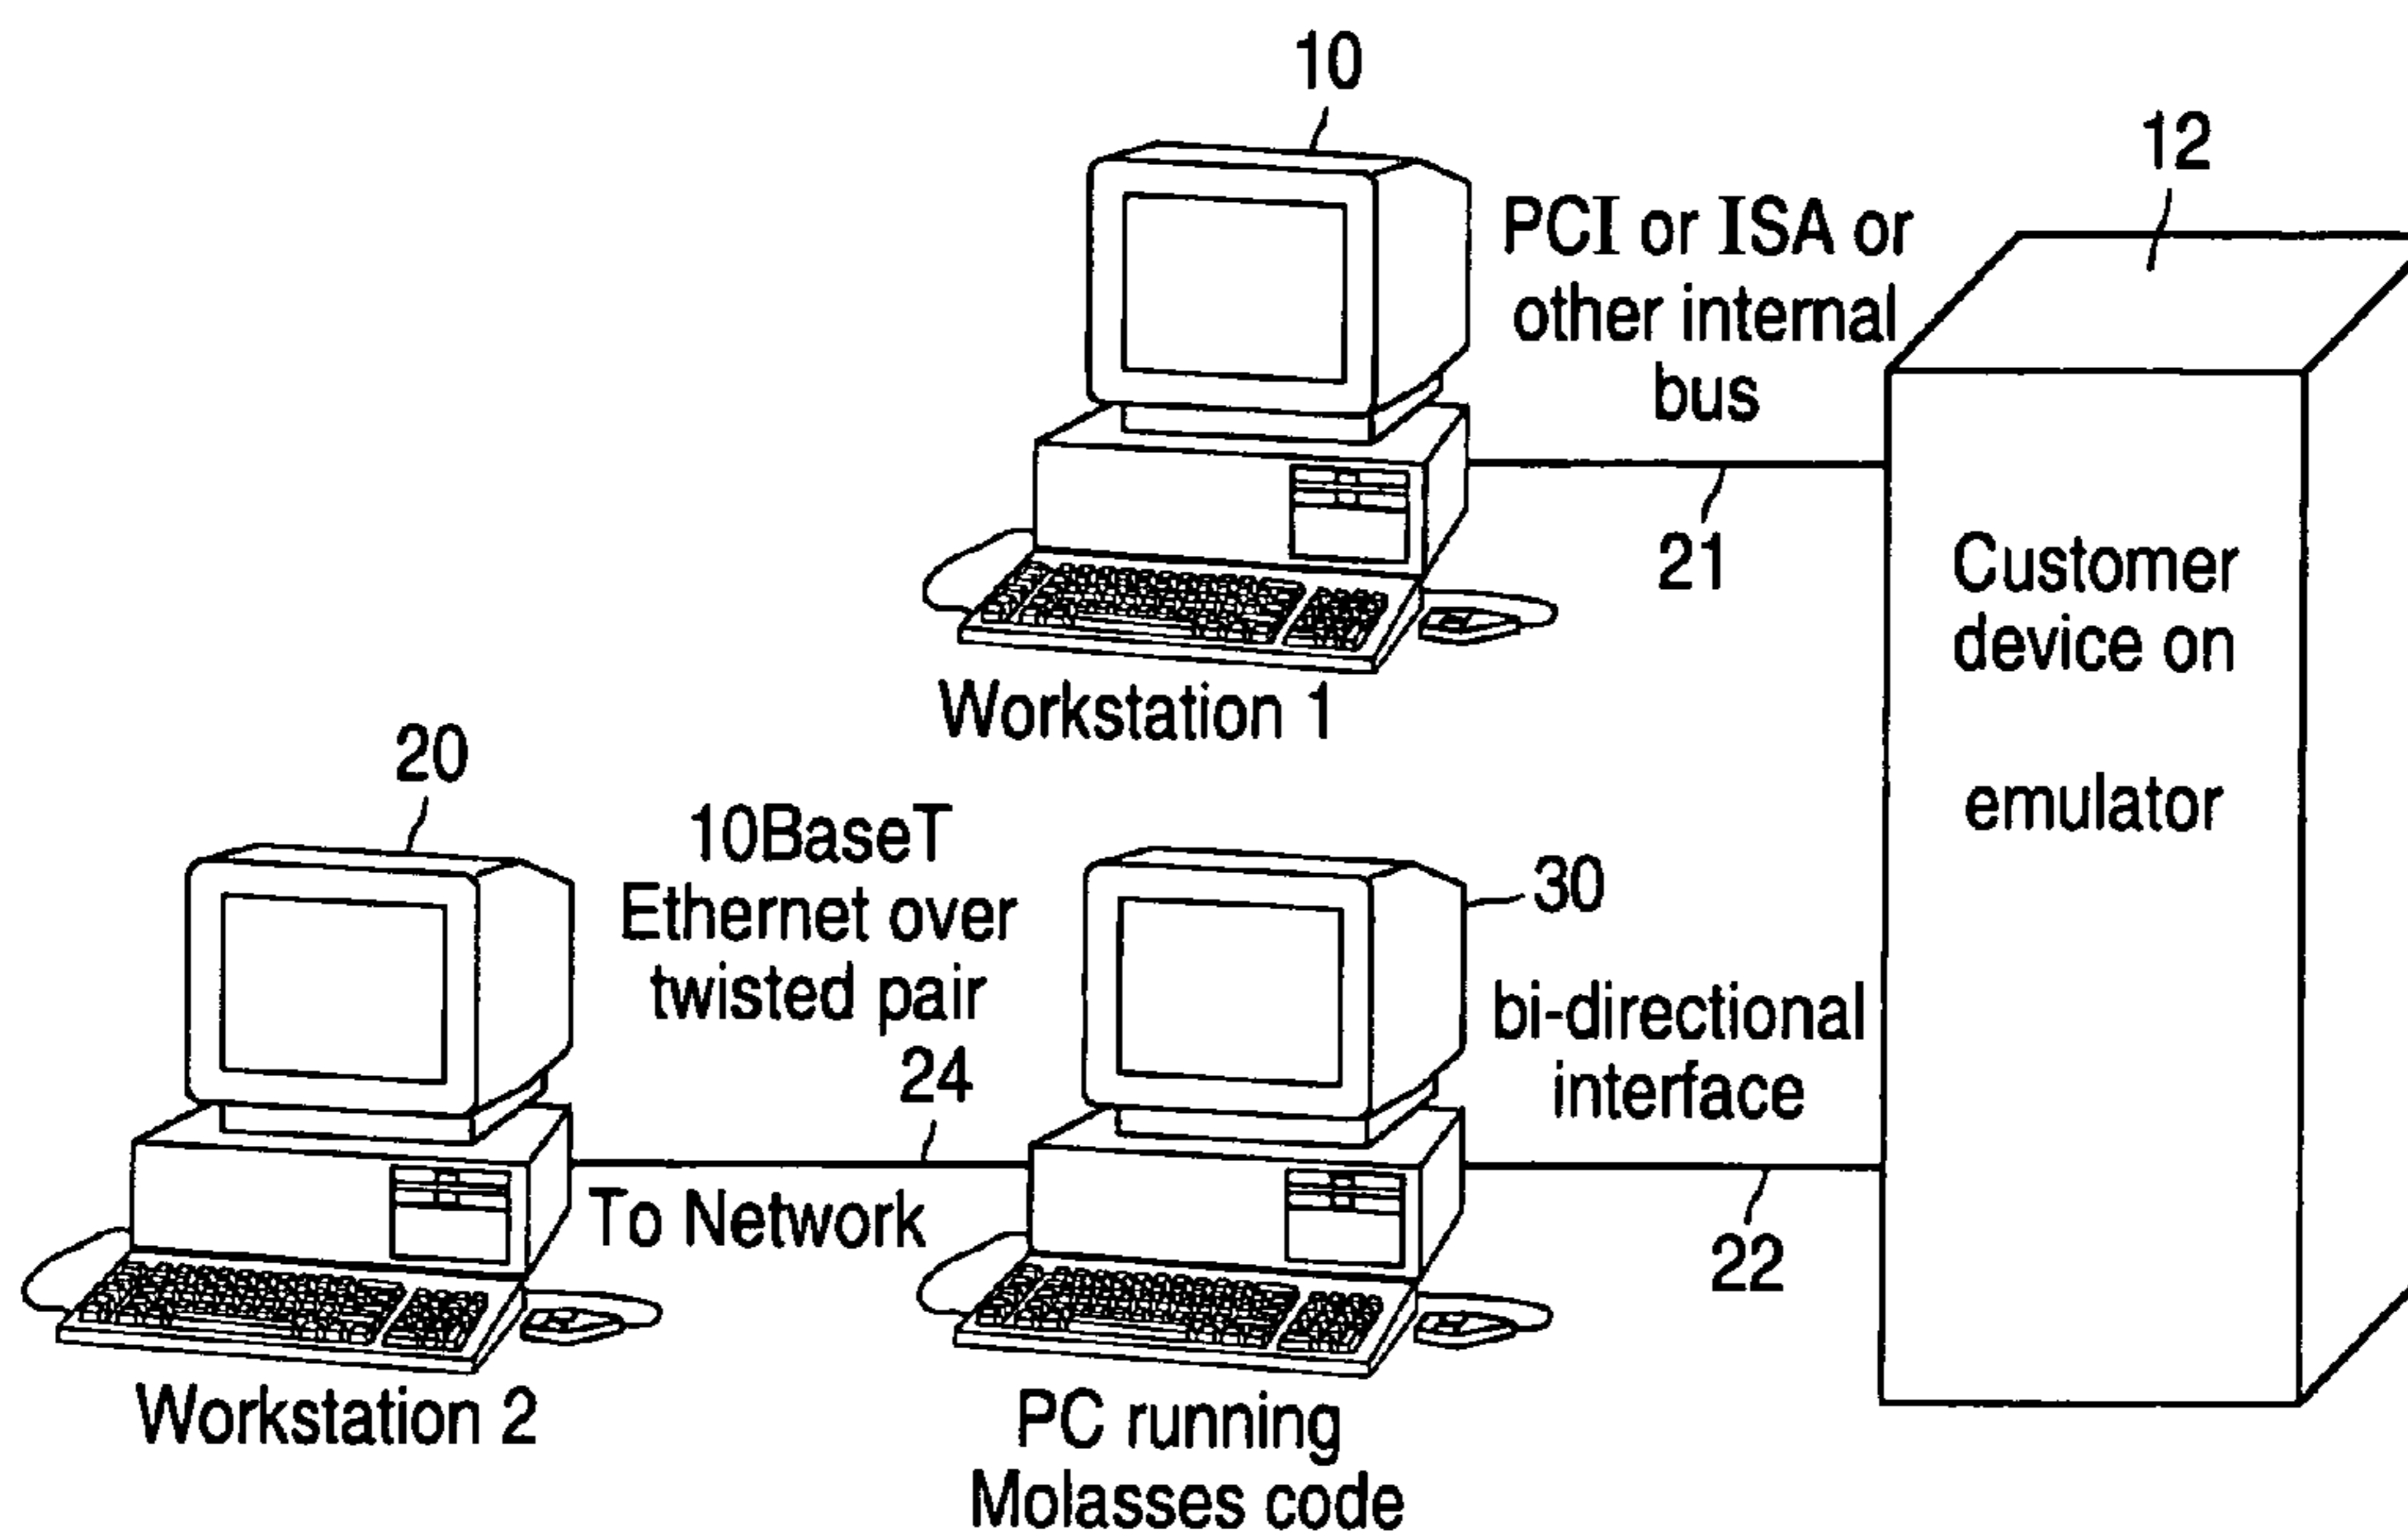 10
12
PCI or ISA or
other internal
bus
21
Customer
device on
emulator
Workstation 1
20
10BaseT
Ethernet over
twisted pair
24
30
bi-directional
interface
To Network
22
Workstation 2
PC running
Molasses code